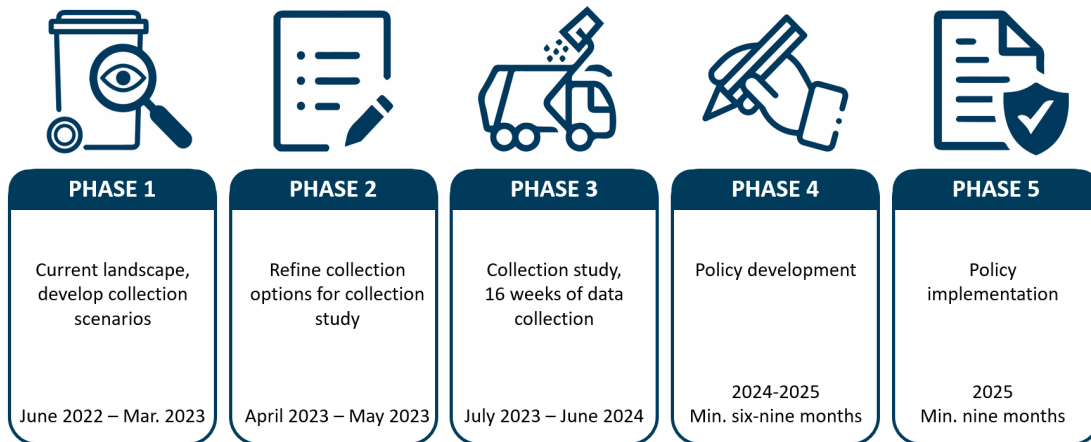 PHASE 1
Current landscape,
develop collection
scenarios
June 2022 – Mar. 2023
PHASE 2
Refine collection
options for collection
study
April 2023 – May 2023
PHASE 3
Collection study,
16 weeks of data
collection
July 2023 – June 2024
PHASE 4
Policy development
2024-2025
Min. six-nine months
PHASE 5
Policy
implementation
2025
Min. nine months